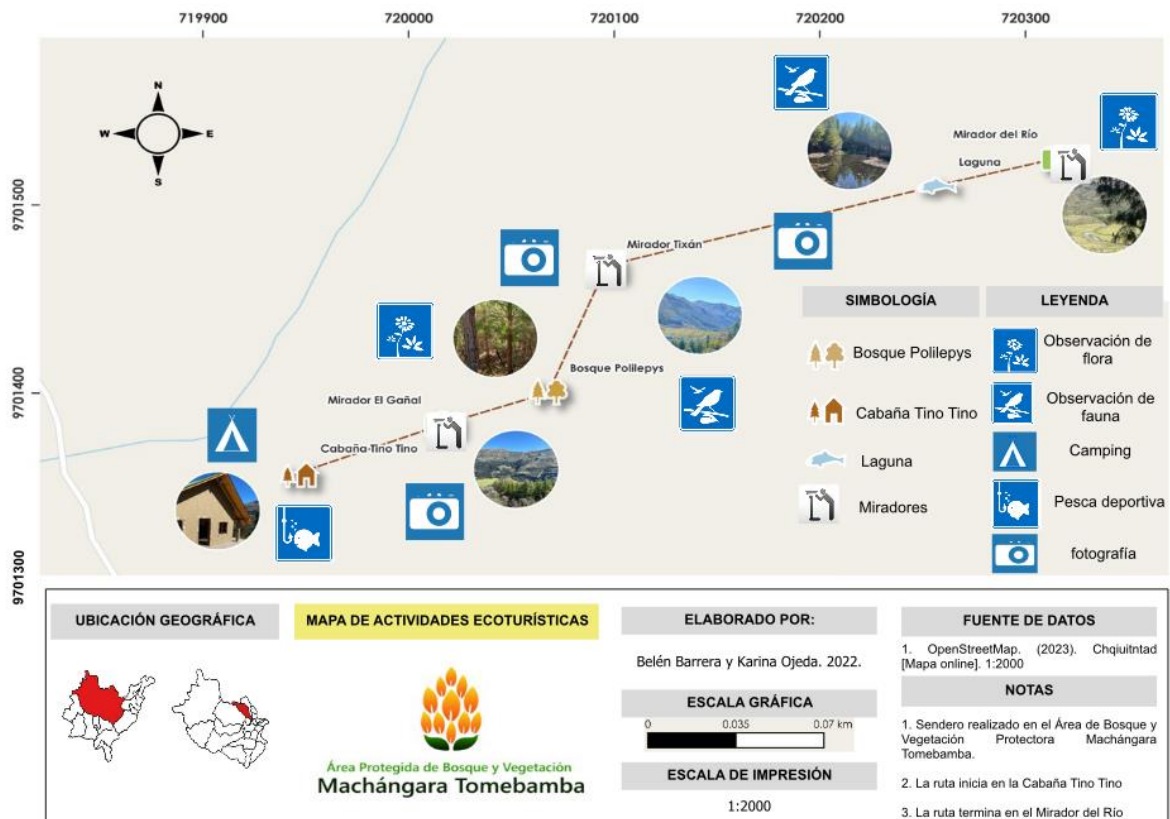 719900 720000 720100 720200 720300
N
W E
S
9701500
9701400
9701300
Mirador del Río
Laguna
Mirador Tixán
Bosque Polilepys
Mirador El Gañal
Cabaña Tino Tino
SIMBOLOGÍA
Bosque Polilepys
Cabaña Tino Tino
Laguna
Miradores
LEYENDA
Observación de
flora
Observación de
fauna
Camping
Pesca deportiva
fotografía
UBICACIÓN GEOGRÁFICA
MAPA DE ACTIVIDADES ECOTURÍSTICAS
Área Protegida de Bosque y Vegetación
Machángara Tomebamba
ELABORADO POR:
Belén Barrera y Karina Ojeda. 2022.
ESCALA GRÁFICA
0 0.035 0.07 km
ESCALA DE IMPRESIÓN
1:2000
FUENTE DE DATOS
1. OpenStreetMap. (2023). Chqiuitntad
[Mapa online]. 1:2000
NOTAS
1. Sendero realizado en el Área de Bosque y
Vegetación Protectora Machángara
Tomebamba.
2. La ruta inicia en la Cabaña Tino Tino
3. La ruta termina en el Mirador del Río